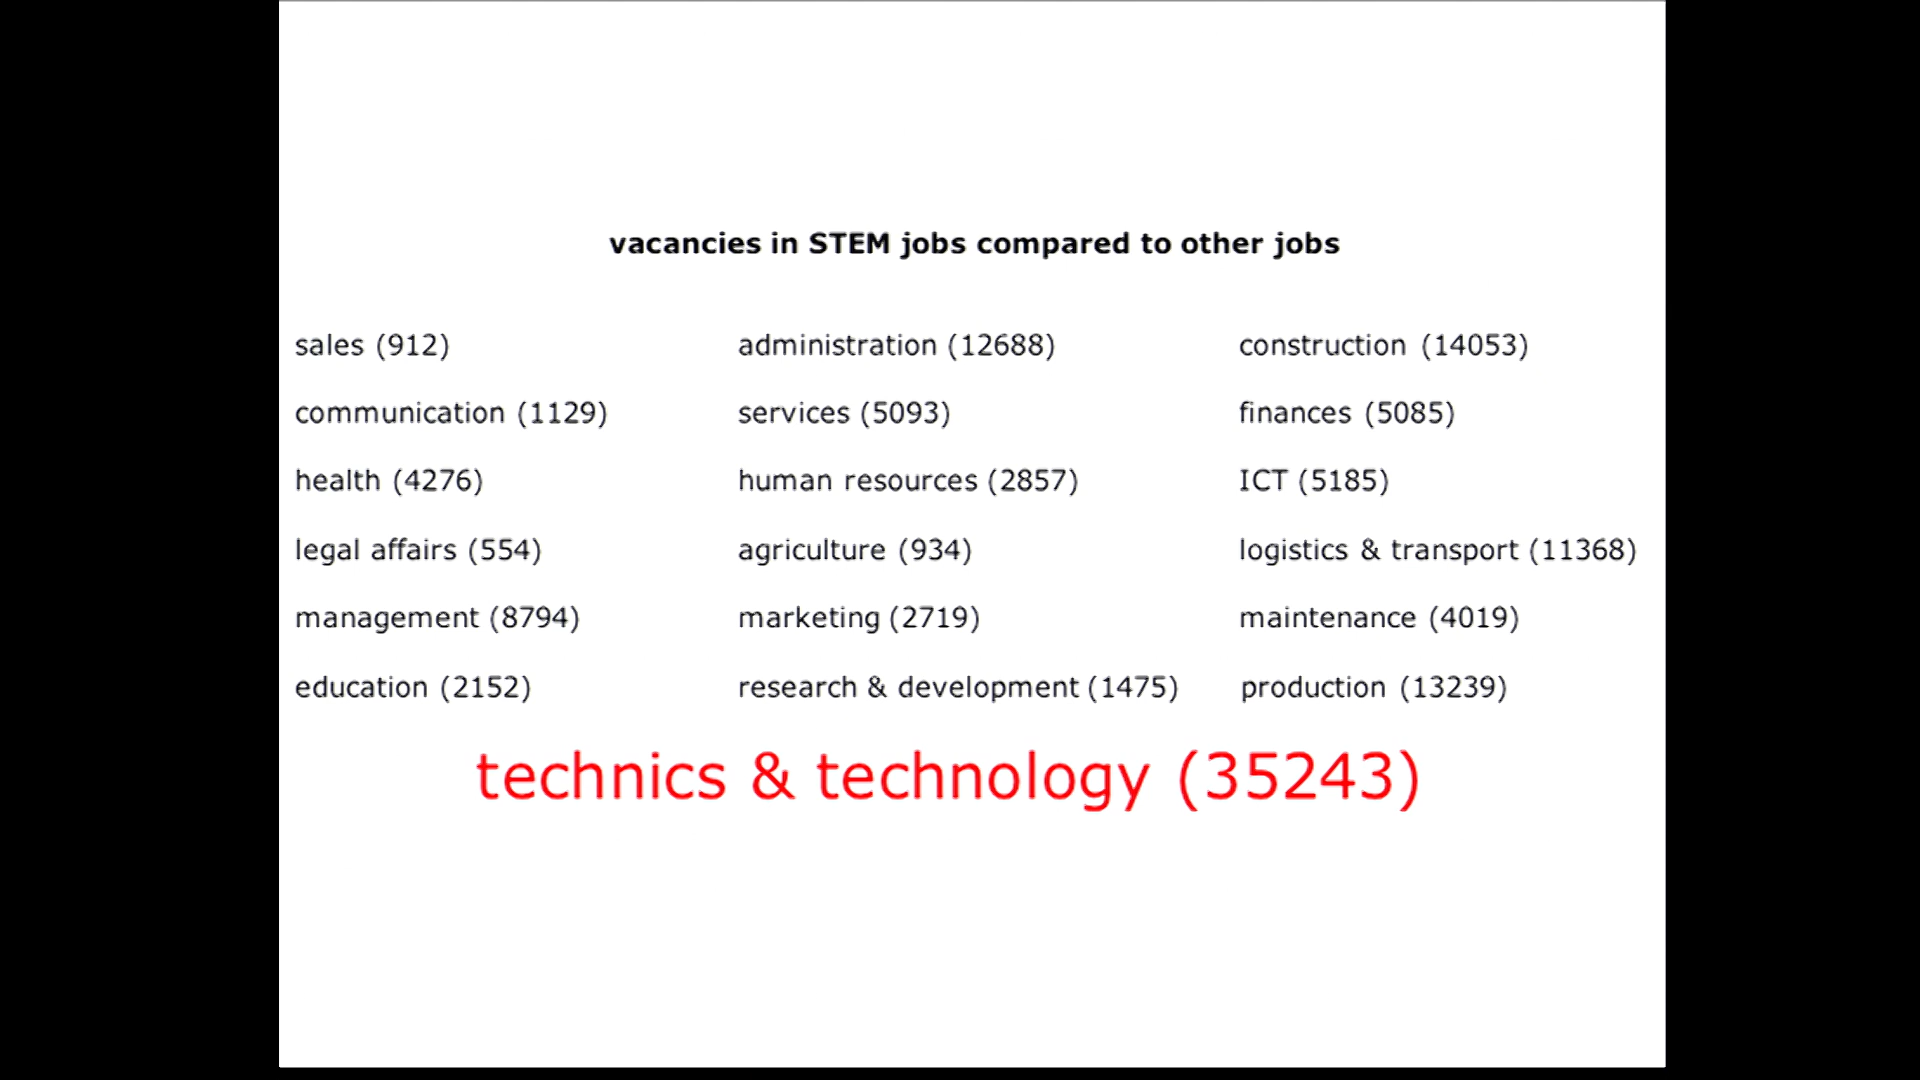 vacancies in STEM jobs compared to other jobs
sales (912)
administration (12688)
construction (14053)
communication (1129)
services (5093)
finances (5085)
health (4276)
human resources (2857)
ICT (5185)
legal affairs (554)
agriculture (934)
logistics & transport (11368)
management (8794)
marketing (2719)
maintenance (4019)
education (2152)
research & development (1475)
production (13239)
technics & technology (35243)